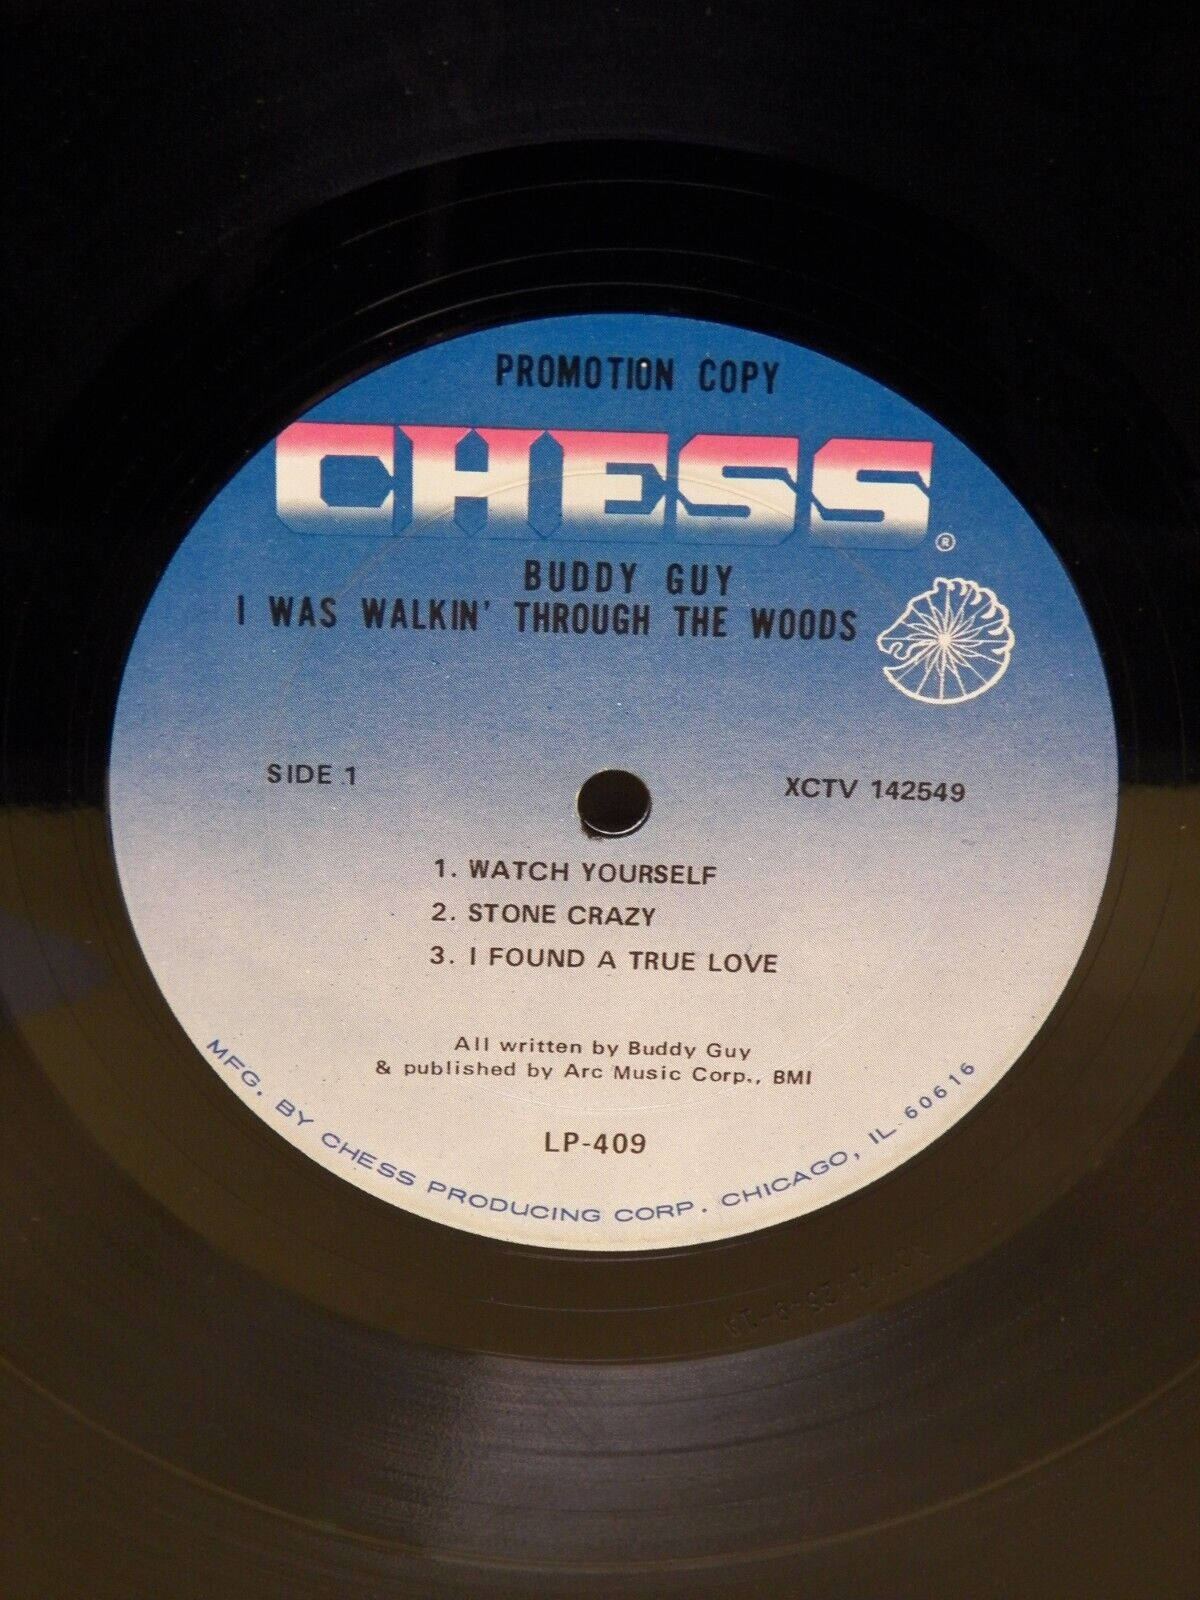 PROMOTION COPY
CHESS®
BUDDY GUY
I WAS WALKIN' THROUGH THE WOODS
SIDE 1
XCTV 142549
1. WATCH YOURSELF
2. STONE CRAZY
3. I FOUND A TRUE LOVE
All written by Buddy Guy
& published by Arc Music Corp., BMI
LP-409
MFG. BY CHESS PRODUCING CORP. CHICAGO, IL 60616